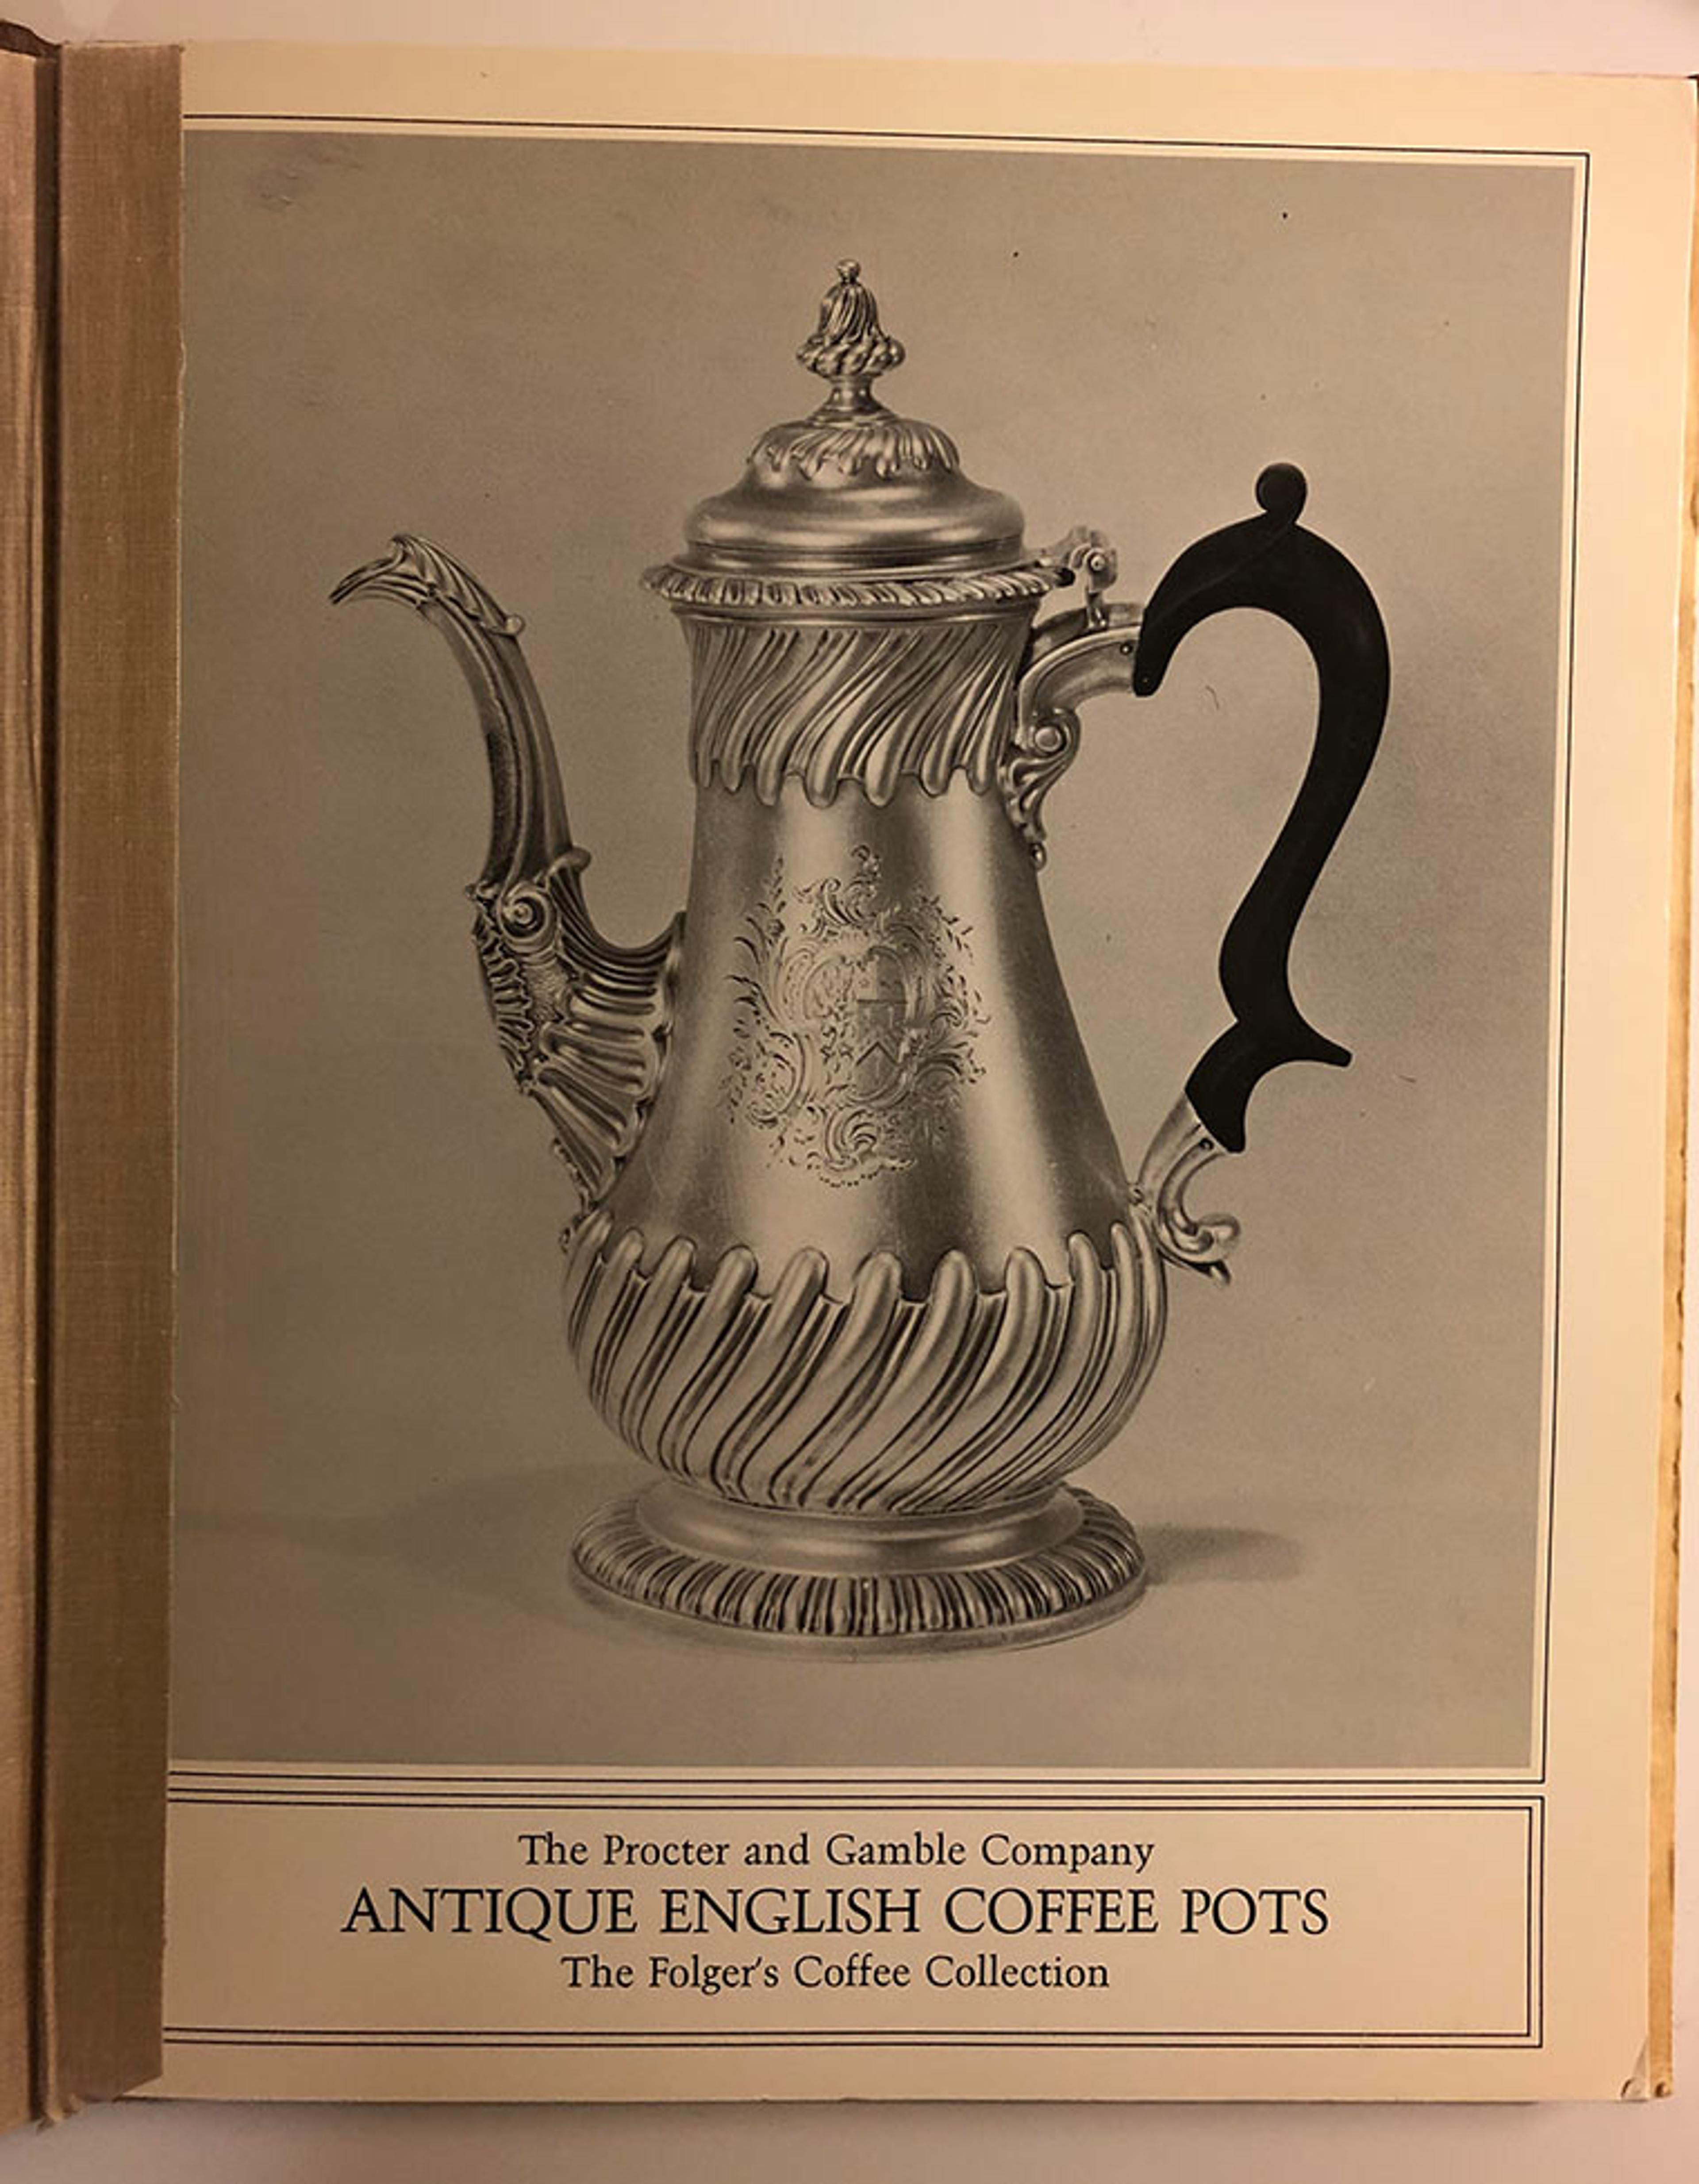 The Procter and Gamble Company
ANTIQUE ENGLISH COFFEE POTS
The Folger's Coffee Collection